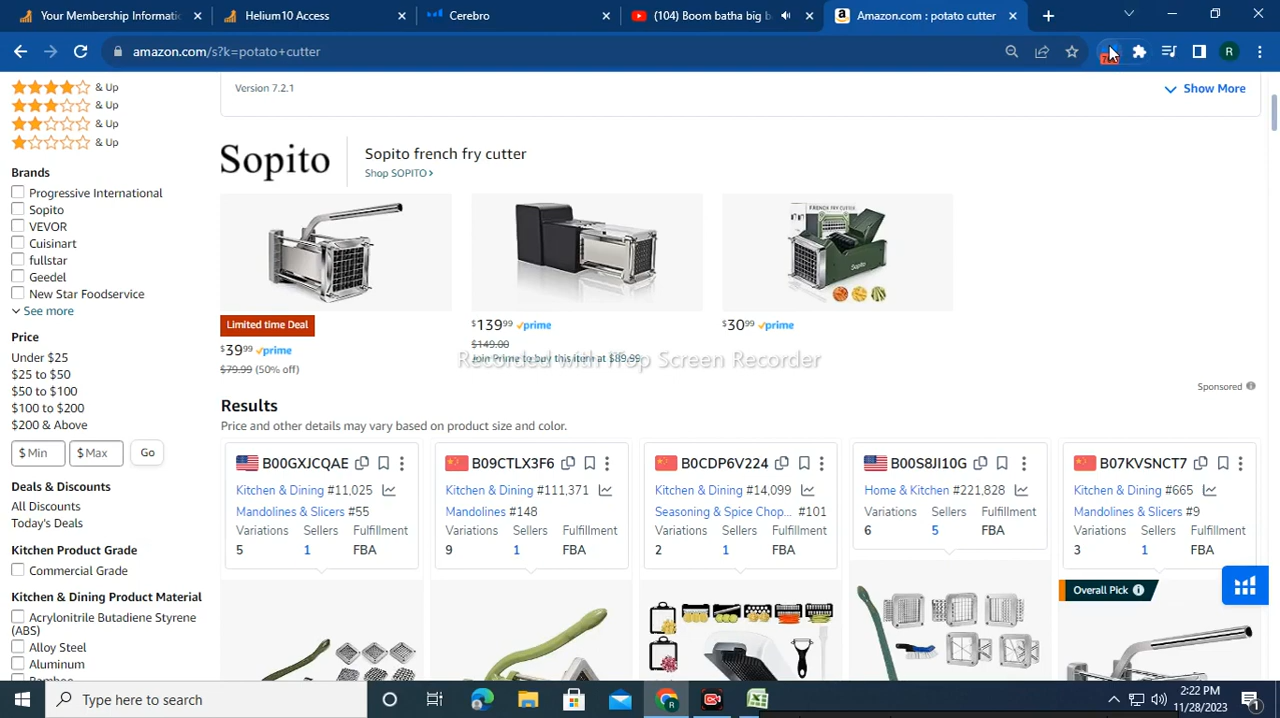 Your Membership Informatic
Helium10 Access
Cerebro
(104) Boom batha big b
Amazon.com : potato cutter
amazon.com/s?k=potato+cutter
R
& Up
& Up
& Up
& Up
Version 7.2.1
Show More
Brands
Progressive International
Sopito
VEVOR
Cuisinart
fullstar
Geedel
New Star Foodservice
See more
Price
Under $25
$25 to $50
$50 to $100
$100 to $200
$200 & Above
$ Min
$ Max
Go
Deals & Discounts
All Discounts
Today's Deals
Kitchen Product Grade
Commercial Grade
Kitchen & Dining Product Material
Acrylonitrile Butadiene Styrene
(ABS)
Alloy Steel
Aluminum
Sopito
Sopito french fry cutter
Shop SOPITO
FRENCH FRY CUTTER
Sopito
Limited time Deal
$39.99 prime
$79.99 (50% off)
$139.99 prime
$149.00
Join Prime to buy this item at $89.99
$30.99 prime
Recorded with iTop Screen Recorder
Sponsored
Results
Price and other details may vary based on product size and color.
B00GXJCQAE
Kitchen & Dining #11,025
Mandolines & Slicers #55
Variations Sellers Fulfillment
5 1 FBA
B09CTLX3F6
Kitchen & Dining #111,371
Mandolines #148
Variations Sellers Fulfillment
9 1 FBA
B0CDP6V224
Kitchen & Dining #14,099
Seasoning & Spice Chop... #101
Variations Sellers Fulfillment
2 1 FBA
B00S8JI10G
Home & Kitchen #221,828
Variations Sellers Fulfillment
6 5 FBA
B07KVSNCT7
Kitchen & Dining #665
Mandolines & Slicers #9
Variations Sellers Fulfillment
3 1 FBA
Overall Pick
Type here to search
2:22 PM
11/28/2023
1